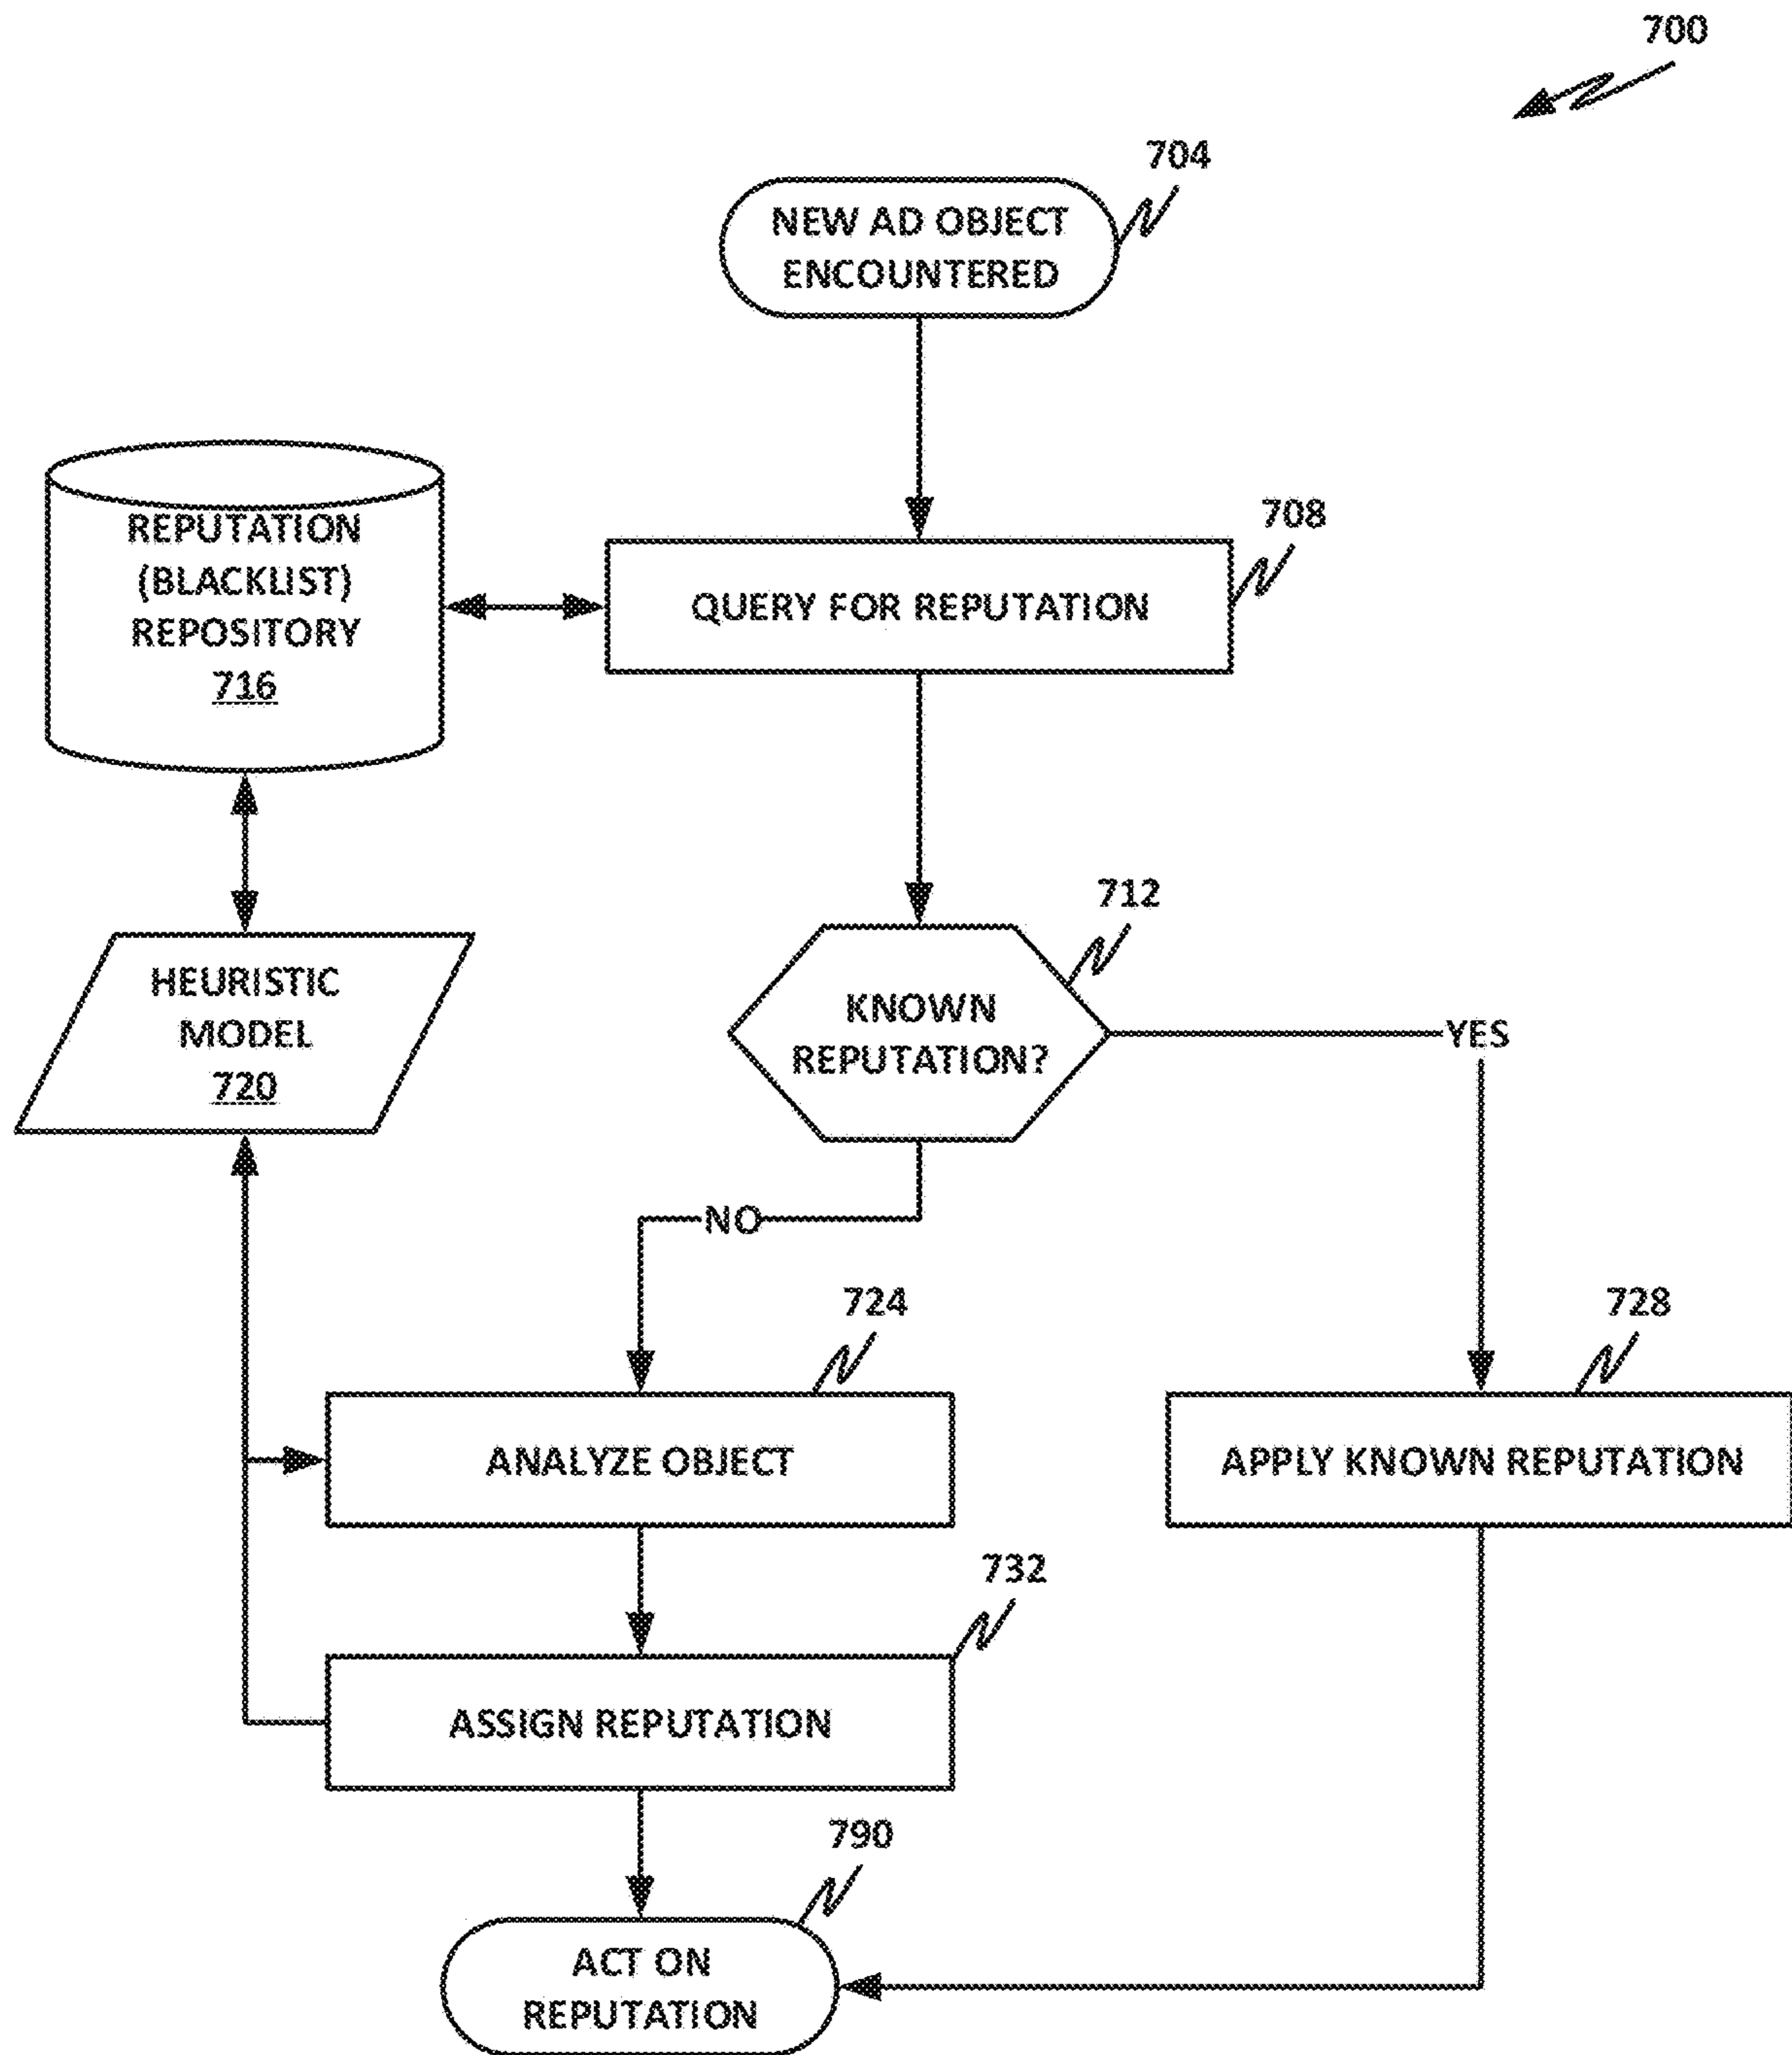 700
704
NEW AD OBJECT
ENCOUNTERED
REPUTATION
(BLACKLIST)
REPOSITORY
716
708
QUERY FOR REPUTATION
712
KNOWN
REPUTATION?
YES
HEURISTIC
MODEL
720
NO
724
ANALYZE OBJECT
728
APPLY KNOWN REPUTATION
732
ASSIGN REPUTATION
790
ACT ON
REPUTATION